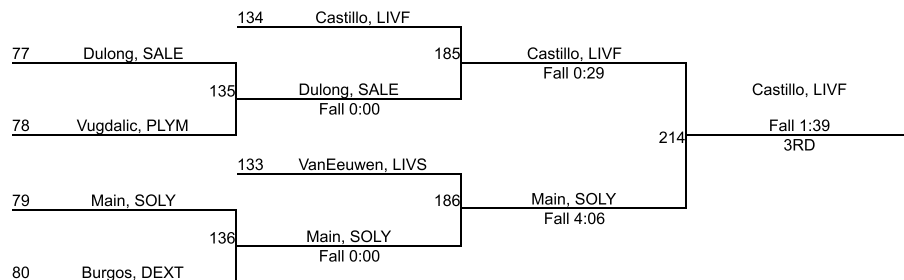 134 Castillo, LIVF
77 Dulong, SALE
185 Castillo, LIVF
Fall 0:29
135 Dulong, SALE
Fall 0:00
Castillo, LIVF
78 Vugdalic, PLYM
Fall 1:39
214
3RD
133 VanEeuwen, LIVS
79 Main, SOLY
186 Main, SOLY
Fall 4:06
136 Main, SOLY
Fall 0:00
80 Burgos, DEXT